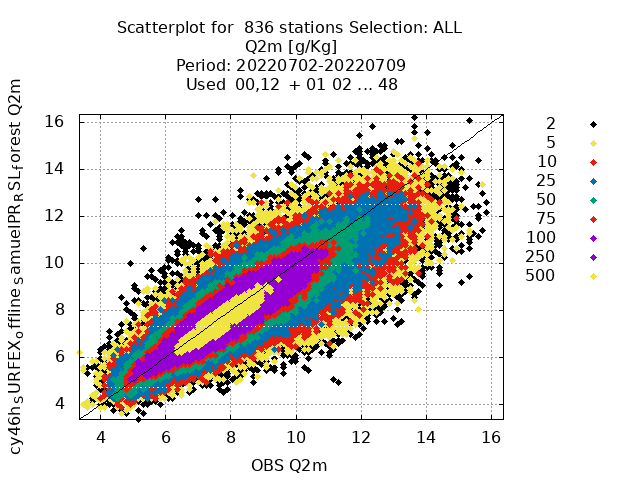 Scatterplot for 836 stations Selection: ALL
Q2m [g/Kg]
Period: 20220702-20220709
Used 00,12 + 01 02 ... 48
cy46h_SURFEX_offline_SamuelPR_RSL_Forest Q2m
16
14
12
10
8
6
4
4 6 8 10 12 14 16
OBS Q2m
2
5
10
25
50
75
100
250
500